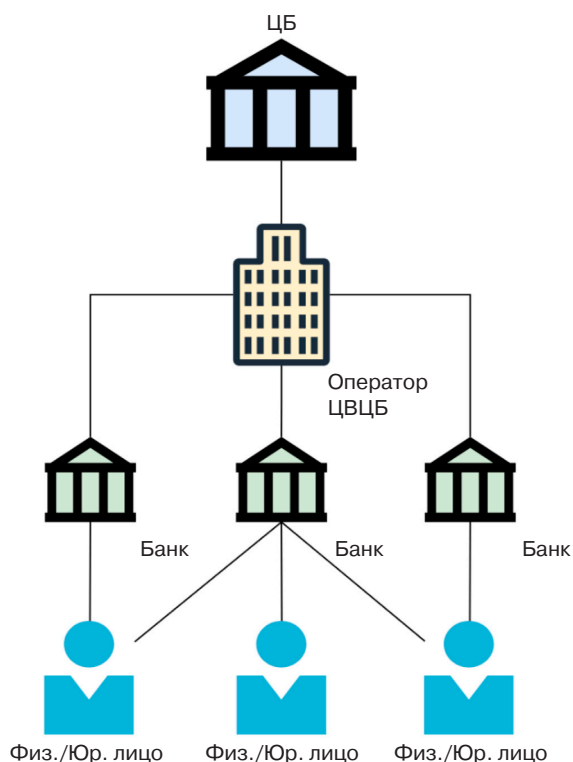 ЦБ
Оператор
ЦВЦБ
Банк
Банк
Банк
Физ./Юр. лицо
Физ./Юр. лицо
Физ./Юр. лицо